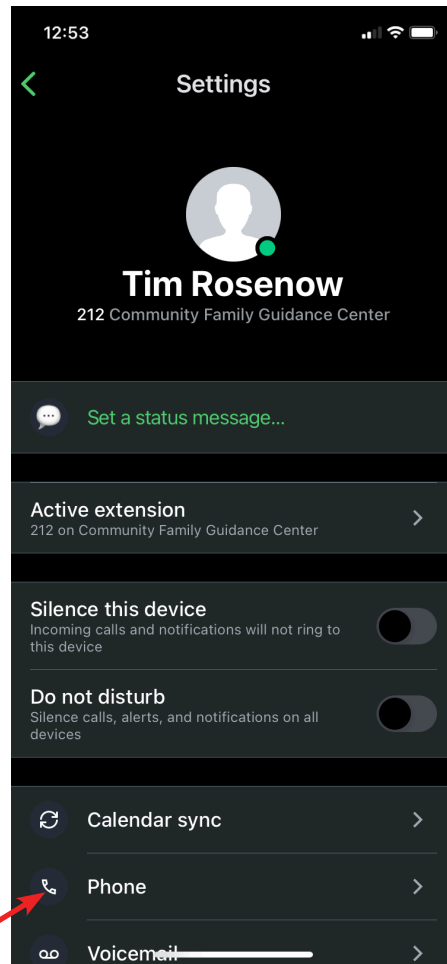 12:53
Settings
Tim Rosenow
212 Community Family Guidance Center
Set a status message...
Active extension
212 on Community Family Guidance Center
Silence this device
Incoming calls and notifications will not ring to
this device
Do not disturb
Silence calls, alerts, and notifications on all
devices
Calendar sync
Phone
Voicemail